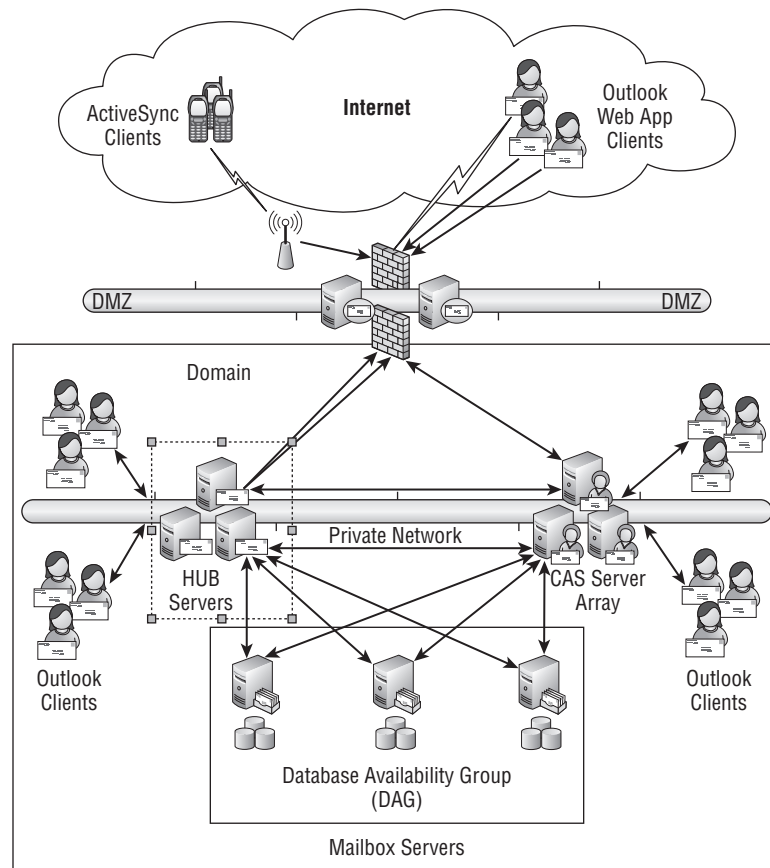 ActiveSync
Clients
Internet
Outlook
Web App
Clients
DMZ
DMZ
Domain
Private Network
HUB
Servers
CAS Server
Array
Outlook
Clients
Outlook
Clients
Database Availability Group
(DAG)
Mailbox Servers